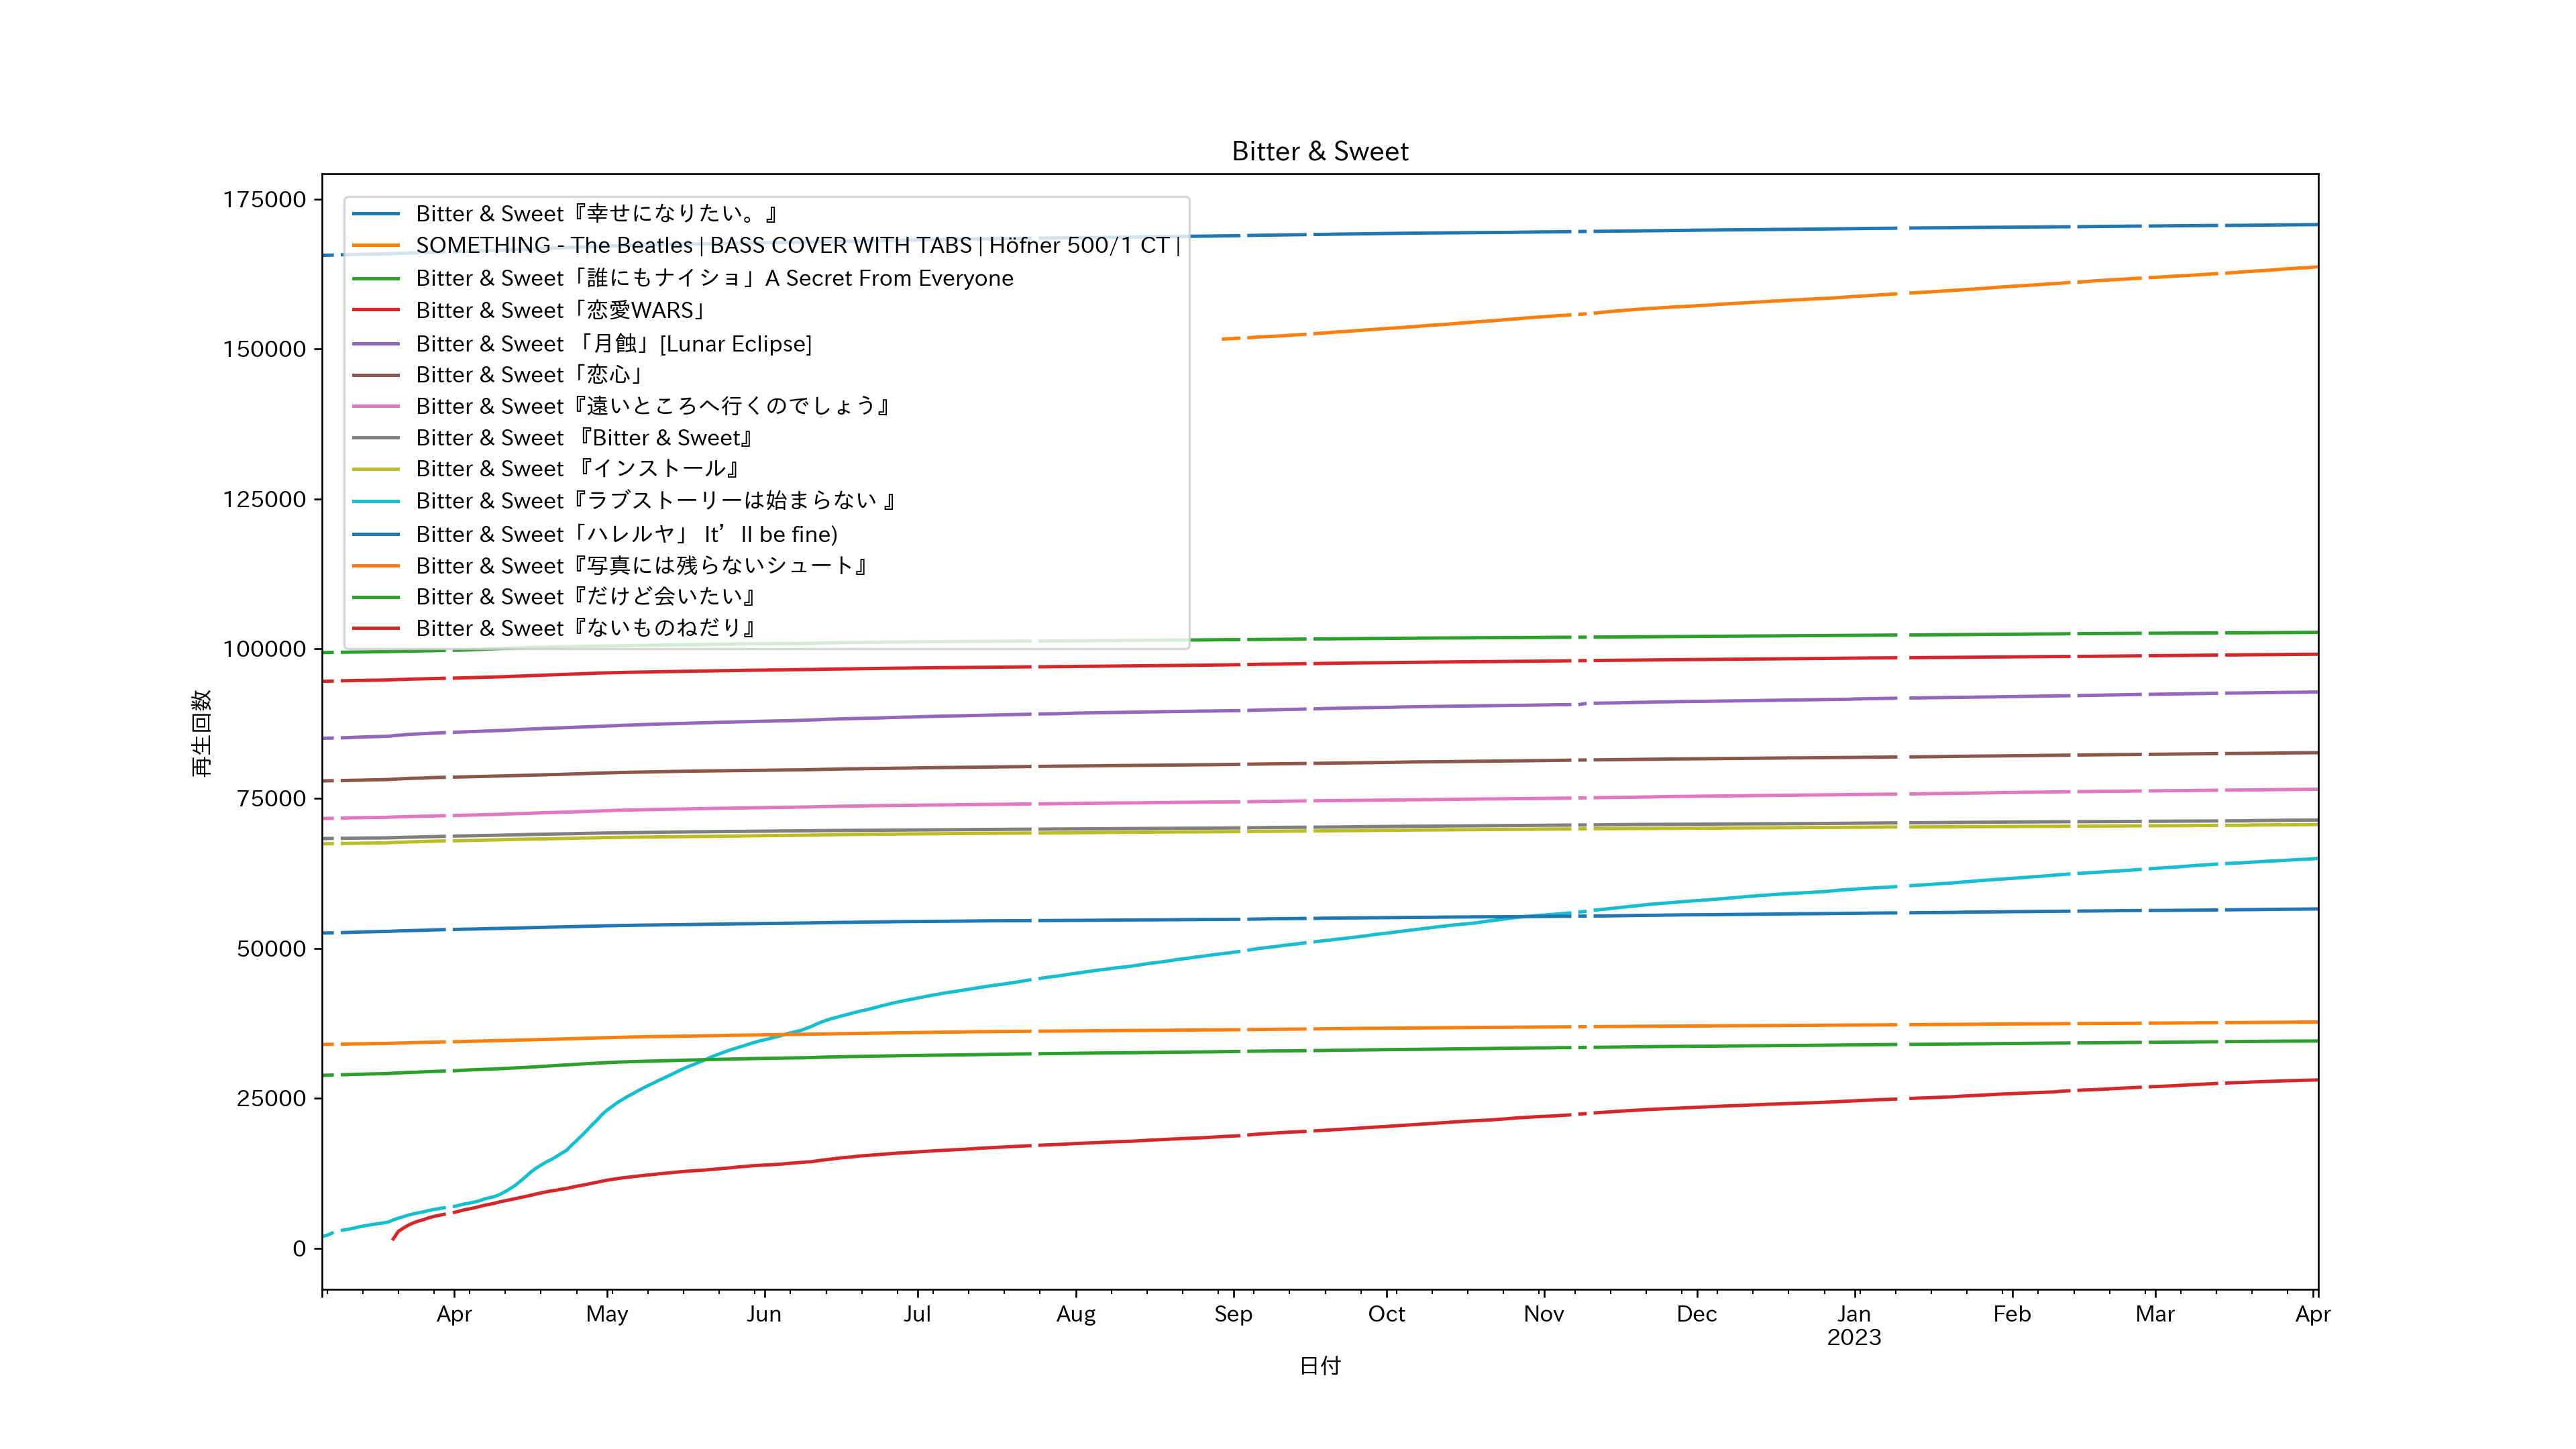 Bitter & Sweet
175000
150000
125000
100000
75000
50000
25000
0
再生回数
Bitter & Sweet『幸せになりたい。』
SOMETHING - The Beatles | BASS COVER WITH TABS | Höfner 500/1 CT |
Bitter & Sweet「誰にもナイショ」A Secret From Everyone
Bitter & Sweet「恋愛WARS」
Bitter & Sweet 「月蝕」[Lunar Eclipse]
Bitter & Sweet「恋心」
Bitter & Sweet『遠いところへ行くのでしょう』
Bitter & Sweet 『Bitter & Sweet』
Bitter & Sweet 『インストール』
Bitter & Sweet『ラブストーリーは始まらない 』
Bitter & Sweet「ハレルヤ」 It’ll be fine)
Bitter & Sweet『写真には残らないシュート』
Bitter & Sweet『だけど会いたい』
Bitter & Sweet『ないものねだり』
Apr May Jun Jul Aug Sep Oct Nov Dec Jan Feb Mar Apr
2023
日付